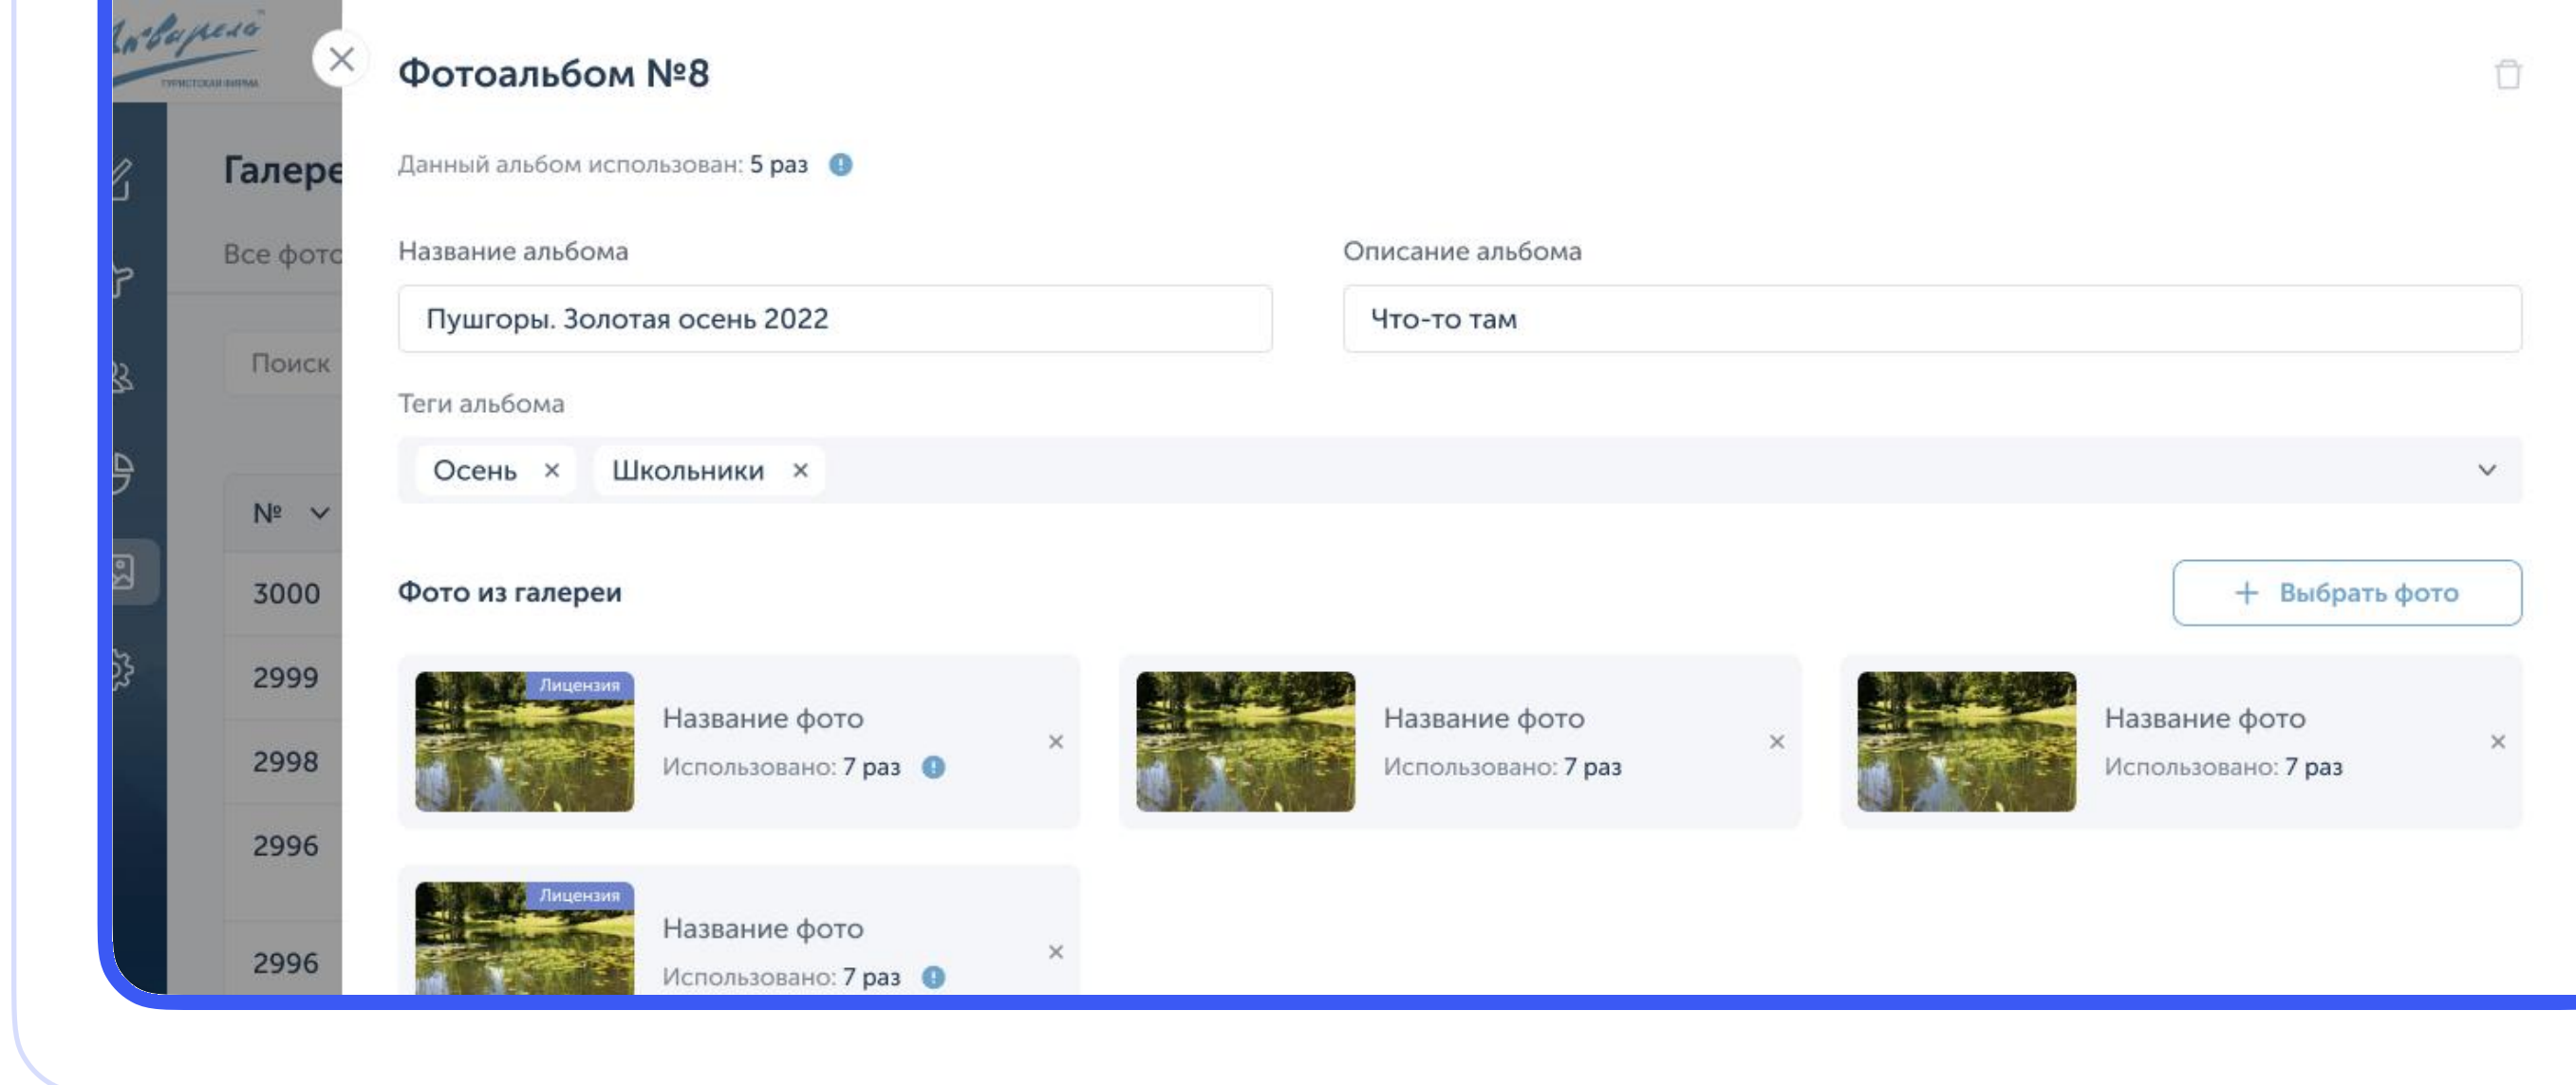 Акварель
ТУРИСТСКАЯ ФИРМА
Фотоальбом №8
Данный альбом использован: 5 раз
Название альбома
Описание альбома
Пушгоры. Золотая осень 2022
Что-то там
Теги альбома
Осень
Школьники
Фото из галереи
Выбрать фото
Лицензия
Название фото
Использовано: 7 раз
Название фото
Использовано: 7 раз
Название фото
Использовано: 7 раз
Лицензия
Название фото
Использовано: 7 раз
Галере
Все фото
Поиск
№
3000
2999
2998
2996
2996